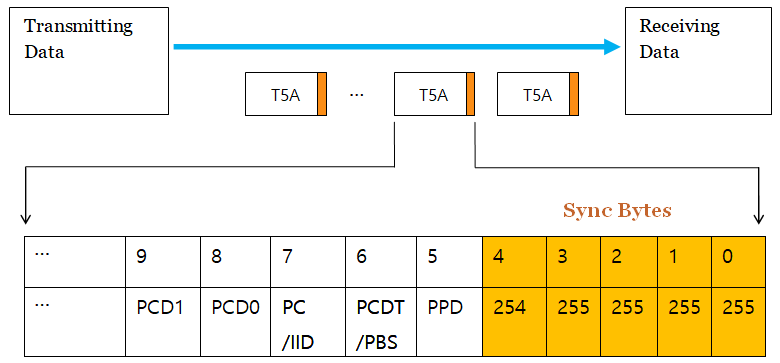 Transmitting
Data
Receiving
Data
T5A
...
T5A
T5A
Sync Bytes
... 9 8 7 6 5 4 3 2 1 0
... PCD1 PCD0 PC PCDT PPD 254 255 255 255 255
/IID /PBS